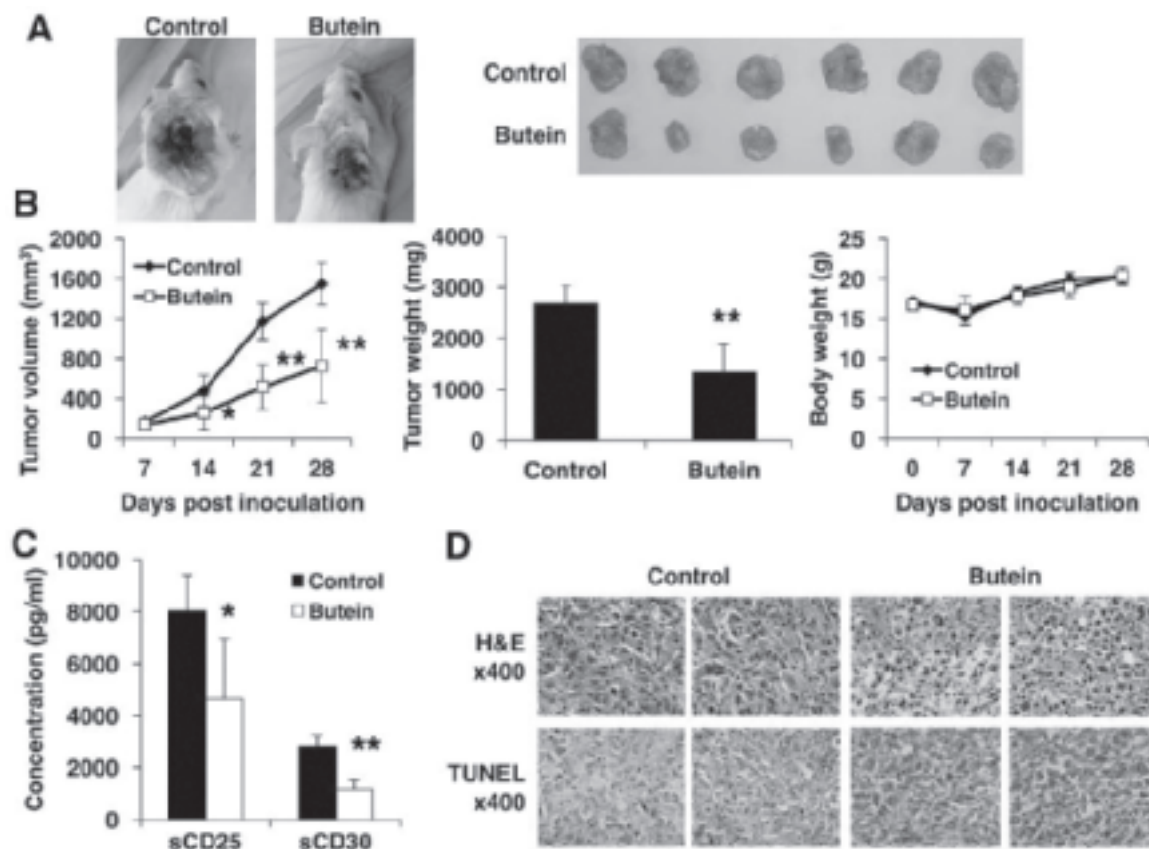 A
Control Butein
Control
Butein
B
Tumor volume (mm³)
2000
1600
1200
800
400
0
Control
Butein
*
**
**
7 14 21 28
Days post inoculation
Tumor weight (mg)
4000
3000
2000
1000
0
**
Control Butein
Body weight (g)
25
20
15
10
5
0
Control
Butein
0 7 14 21 28
Days post inoculation
C
Concentration (pg/ml)
10000
8000
6000
4000
2000
0
Control
Butein
*
**
sCD25 sCD30
D
Control Butein
H&E
x400
TUNEL
x400